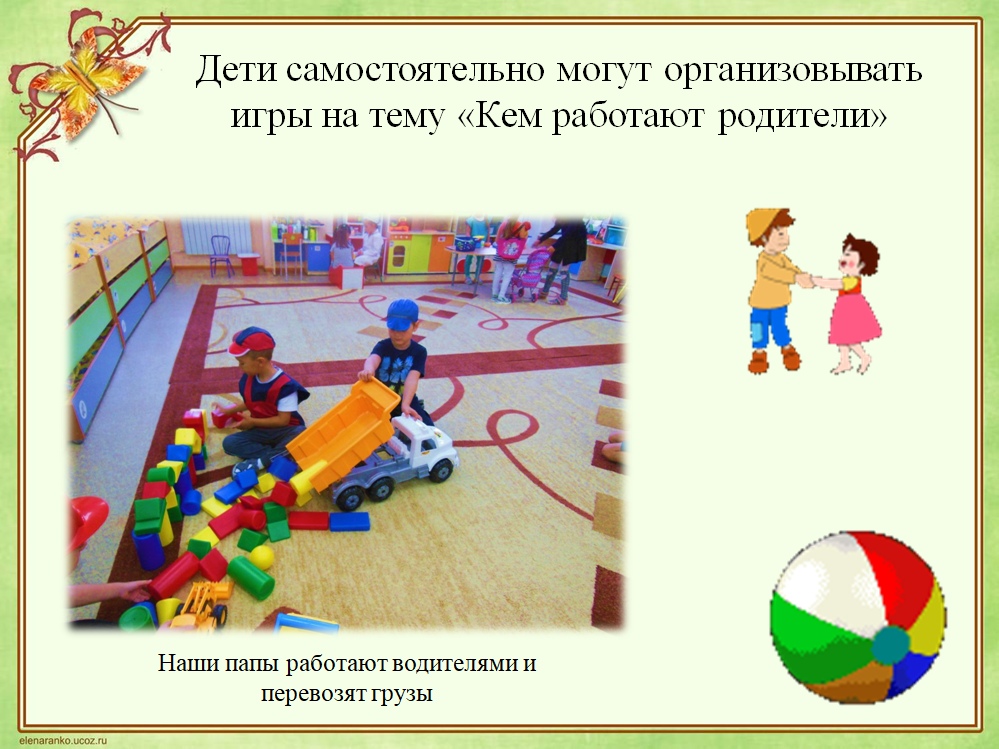 Дети самостоятельно могут организовывать
игры на тему «Кем работают родители»
Наши папы работают водителями и
перевозят грузы
elenaranko.ucoz.ru